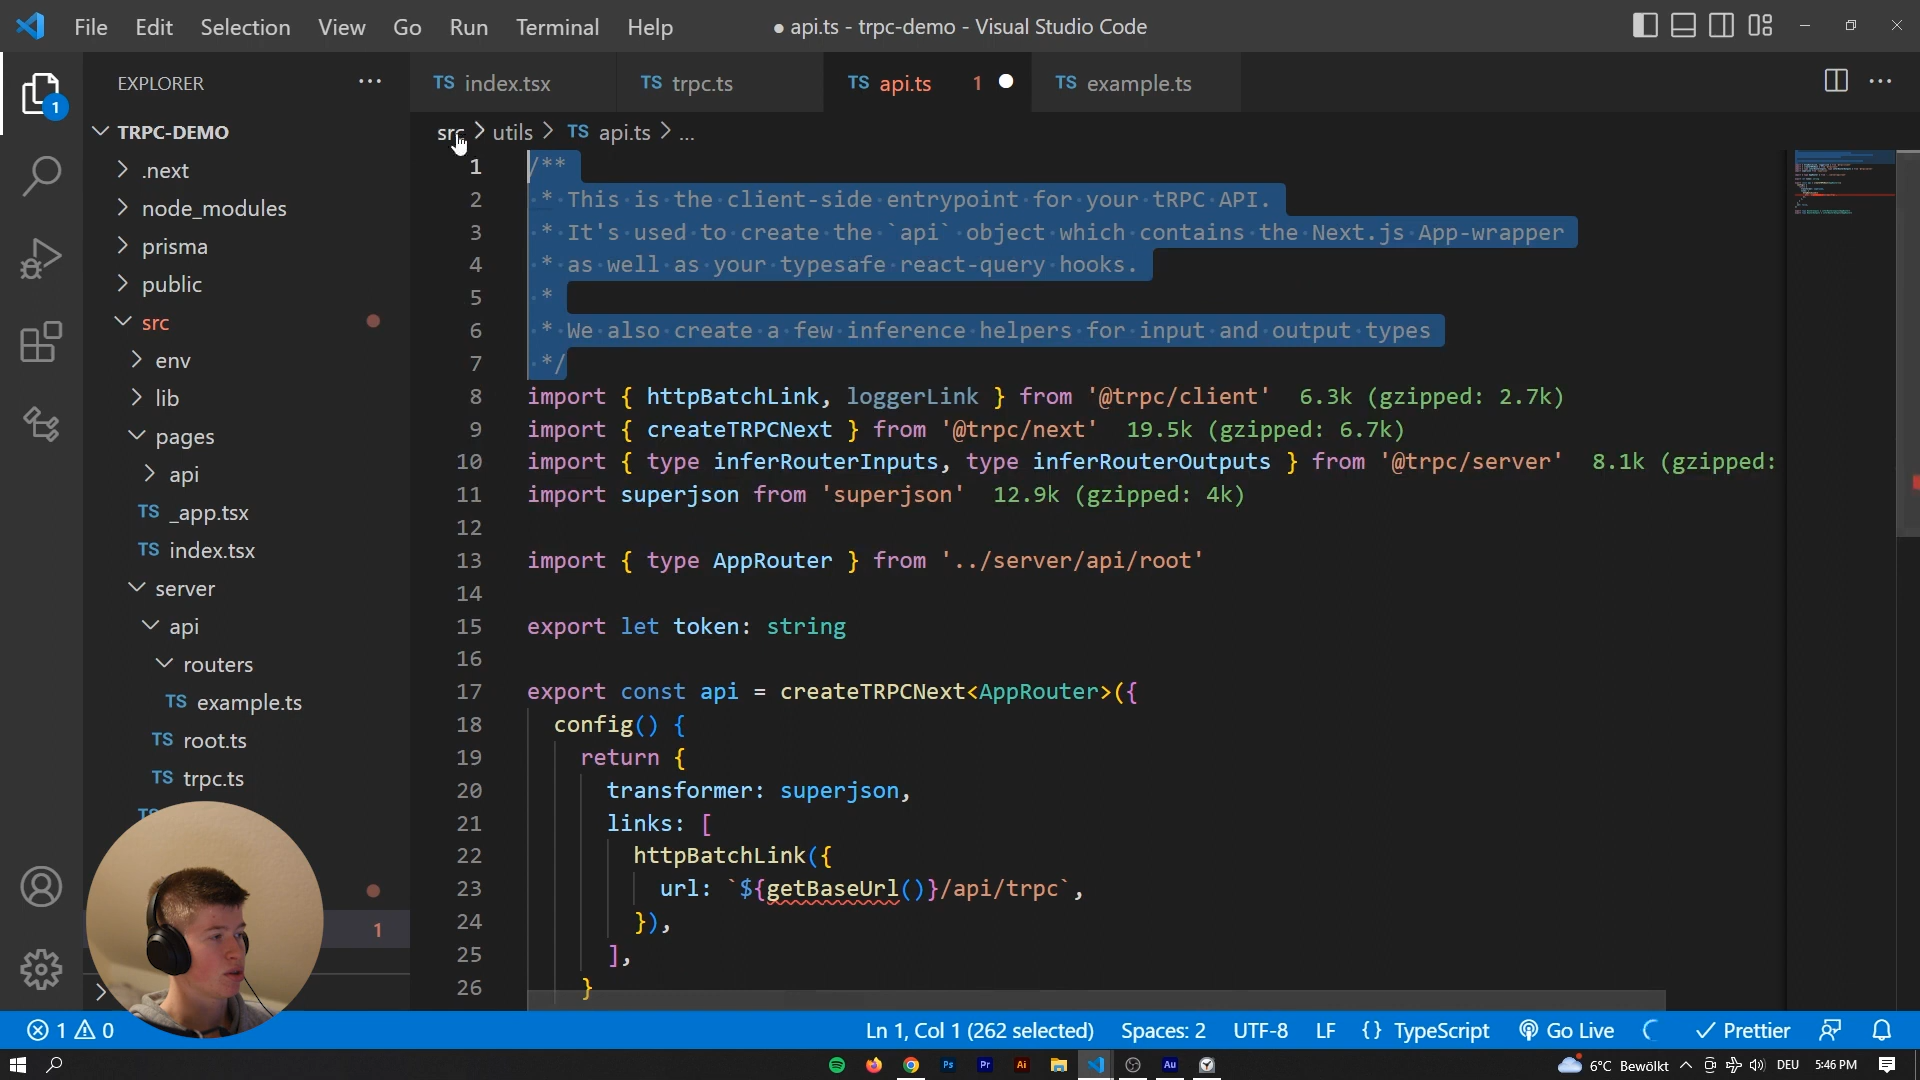 File Edit Selection View Go Run Terminal Help
● api.ts - trpc-demo - Visual Studio Code
1
EXPLORER
TRPC-DEMO
.next
node_modules
prisma
public
src
env
lib
pages
api
TS _app.tsx
TS index.tsx
server
api
routers
TS example.ts
TS root.ts
TS trpc.ts
1
TS index.tsx
TS trpc.ts
TS api.ts 1
TS example.ts
src > utils > TS api.ts > ...
1 /**
2 * This is the client-side entrypoint for your tRPC API.
3 * It's used to create the `api` object which contains the Next.js App-wrapper
4 * as well as your typesafe react-query hooks.
5 *
6 * We also create a few inference helpers for input and output types
7 */
8 import { httpBatchLink, loggerLink } from '@trpc/client' 6.3k (gzipped: 2.7k)
9 import { createTRPCNext } from '@trpc/next' 19.5k (gzipped: 6.7k)
10 import { type inferRouterInputs, type inferRouterOutputs } from '@trpc/server' 8.1k (gzipped:
11 import superjson from 'superjson' 12.9k (gzipped: 4k)
12
13 import { type AppRouter } from '../server/api/root'
14
15 export let token: string
16
17 export const api = createTRPCNext<AppRouter>({
18 config() {
19 return {
20 transformer: superjson,
21 links: [
22 httpBatchLink({
23 url: `${getBaseUrl()}/api/trpc`,
24 }),
25 ],
26 }
1 0
Ln 1, Col 1 (262 selected) Spaces: 2 UTF-8 LF {} TypeScript Go Live Prettier
Ps Pr Ai Au
6°C Bewölkt DEU 5:46 PM